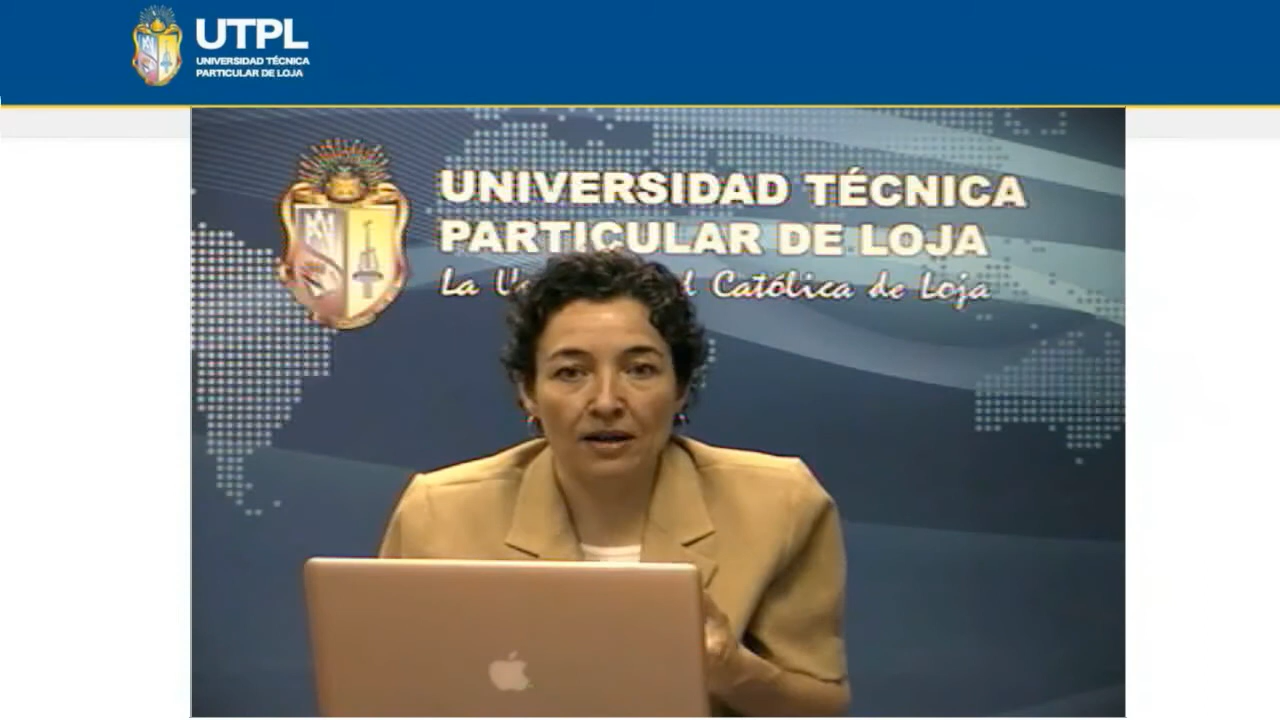 UTPL
UNIVERSIDAD TÉCNICA
PARTICULAR DE LOJA
UNIVERSIDAD TÉCNICA
PARTICULAR DE LOJA
La Católica de Loja